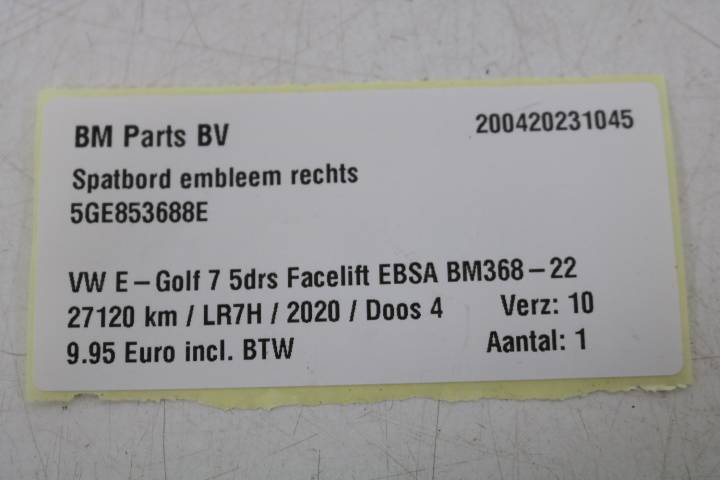 BM Parts BV 200420231045
Spatbord embleem rechts
5GE853688E
VW E-Golf 7 5drs Facelift EBSA BM368-22
27120 km / LR7H / 2020 / Doos 4 Verz: 10
9.95 Euro incl. BTW Aantal: 1